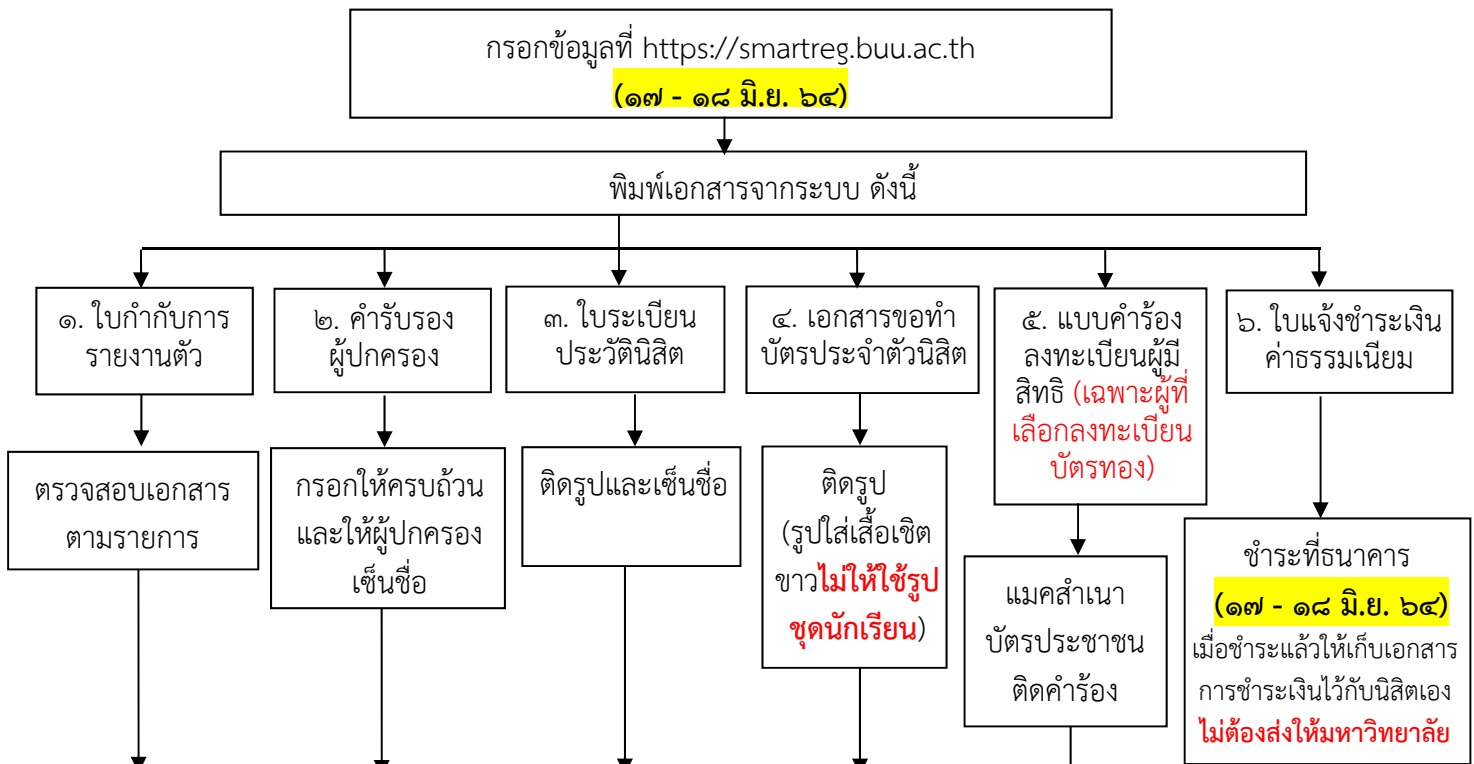 กรอกข้อมูลที่ https://smartreg.buu.ac.th
(๑๗ - ๑๘ มิ.ย. ๖๔)
พิมพ์เอกสารจากระบบ ดังนี้
๑. ใบกำกับการ
รายงานตัว
๒. คำรับรอง
ผู้ปกครอง
๓. ใบระเบียน
ประวัตินิสิต
๔. เอกสารขอทำ
บัตรประจำตัวนิสิต
๕. แบบคำร้อง
ลงทะเบียนผู้มี
สิทธิ (เฉพาะผู้ที่
เลือกลงทะเบียน
บัตรทอง)
๖. ใบแจ้งชำระเงิน
ค่าธรรมเนียม
ตรวจสอบเอกสาร
ตามรายการ
กรอกให้ครบถ้วน
และให้ผู้ปกครอง
เซ็นชื่อ
ติดรูปและเซ็นชื่อ
ติดรูป
(รูปใส่เสื้อเชิต
ขาวไม่ให้ใช้รูป
ชุดนักเรียน)
แมคสำเนา
บัตรประชาชน
ติดคำร้อง
ชำระที่ธนาคาร
(๑๗ - ๑๘ มิ.ย. ๖๔)
เมื่อชำระแล้วให้เก็บเอกสาร
การชำระเงินไว้กับนิสิตเอง
ไม่ต้องส่งให้มหาวิทยาลัย